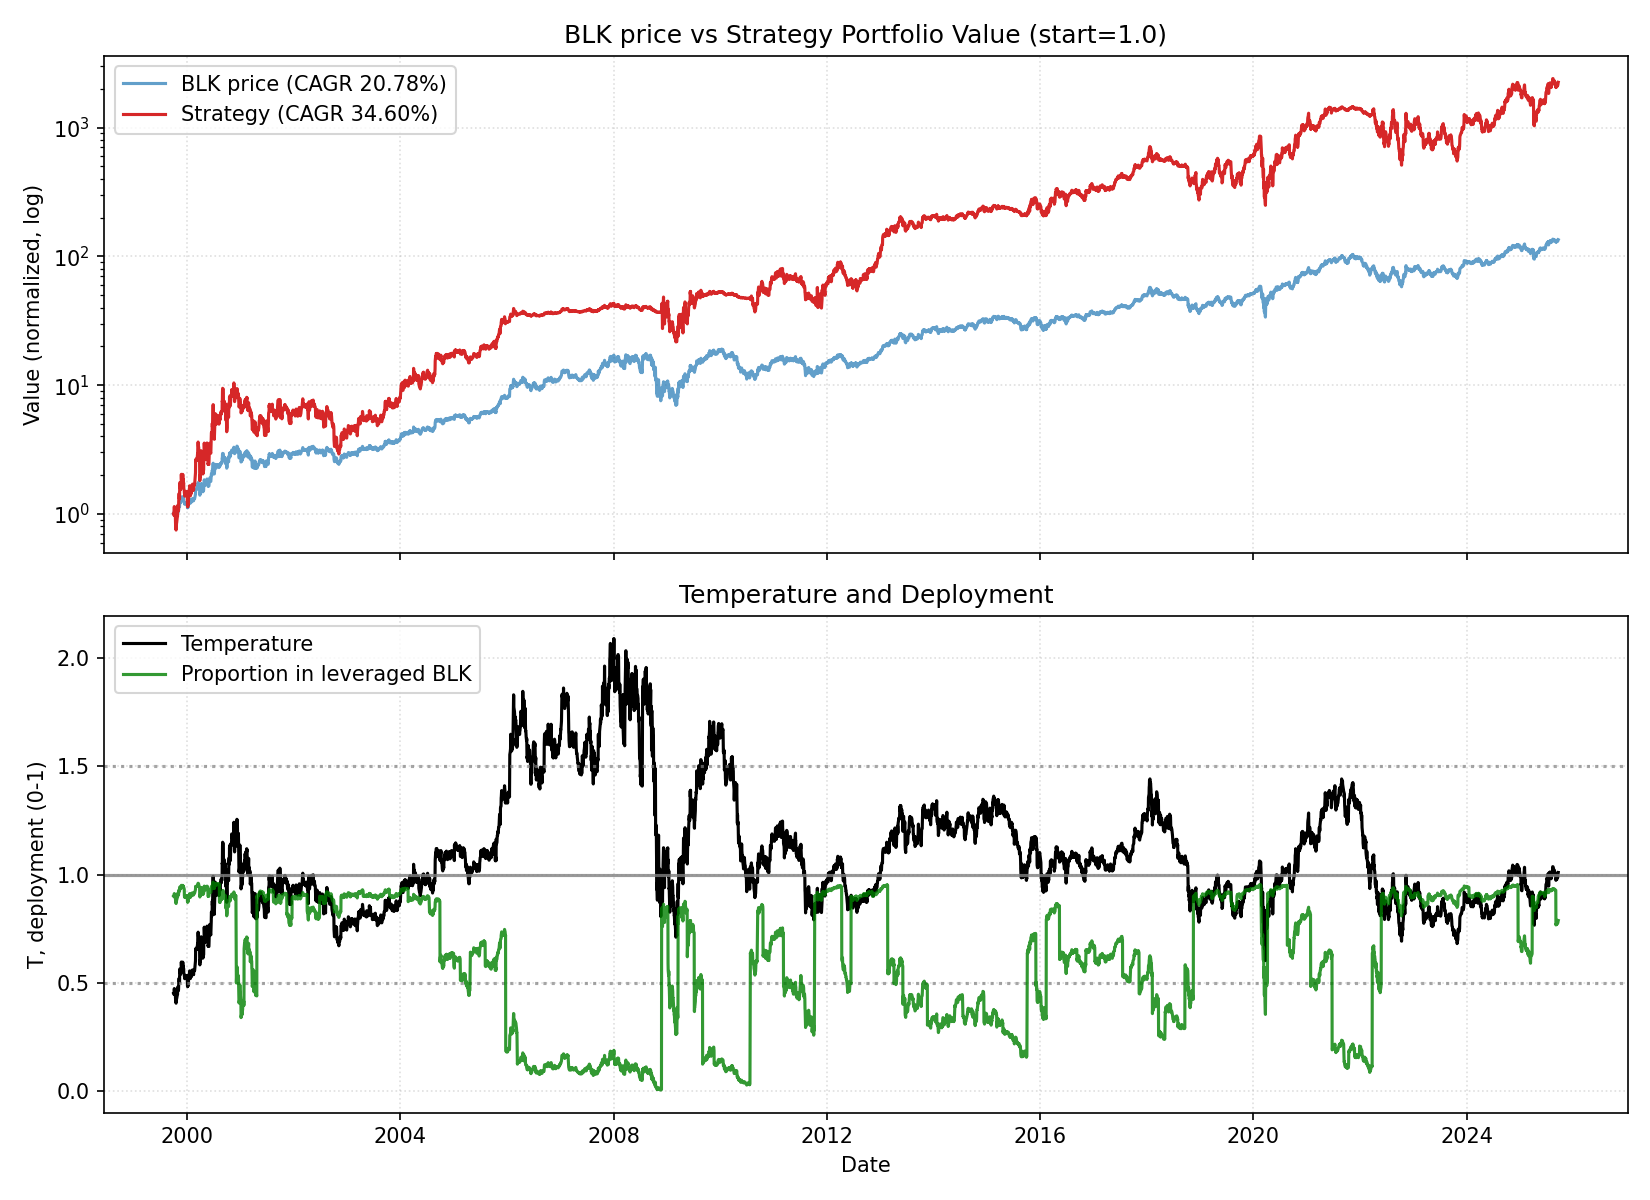 BLK price vs Strategy Portfolio Value (start=1.0)
BLK price (CAGR 20.78%)
Strategy (CAGR 34.60%)
Value (normalized, log)
10³
10²
10¹
10⁰
Temperature and Deployment
Temperature
Proportion in leveraged BLK
T, deployment (0-1)
2.0
1.5
1.0
0.5
0.0
2000 2004 2008 2012 2016 2020 2024
Date